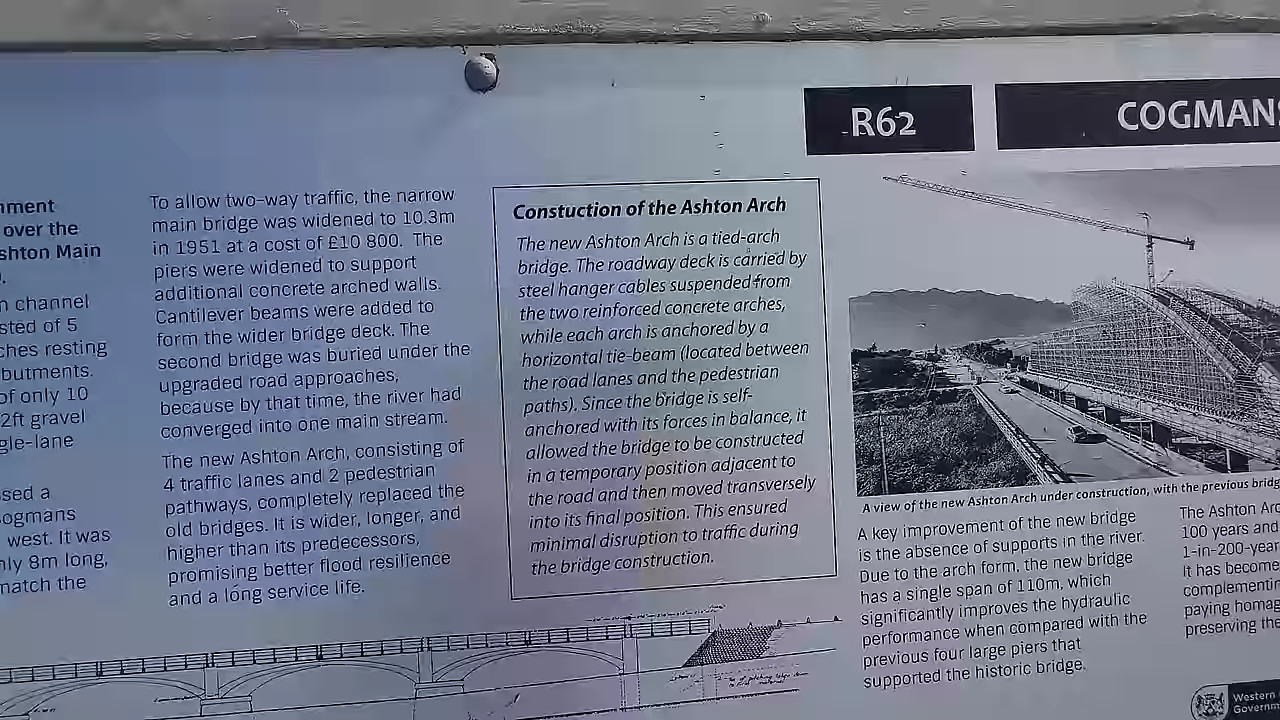 R62
COGMANS
nment
over the
shton Main
n channel
sted of 5
ches resting
butments.
of only 10
2ft gravel
gle-lane
sed a
ogmans
west. It was
nly 8m long,
match the
To allow two-way traffic, the narrow
main bridge was widened to 10.3m
in 1951 at a cost of £10 800. The
piers were widened to support
additional concrete arched walls.
Cantilever beams were added to
form the wider bridge deck. The
second bridge was buried under the
upgraded road approaches,
because by that time, the river had
converged into one main stream.
The new Ashton Arch, consisting of
4 traffic lanes and 2 pedestrian
pathways, completely replaced the
old bridges. It is wider, longer, and
higher than its predecessors,
promising better flood resilience
and a long service life.
Constuction of the Ashton Arch
The new Ashton Arch is a tied-arch
bridge. The roadway deck is carried by
steel hanger cables suspended from
the two reinforced concrete arches,
while each arch is anchored by a
horizontal tie-beam (located between
the road lanes and the pedestrian
paths). Since the bridge is self-
anchored with its forces in balance, it
allowed the bridge to be constructed
in a temporary position adjacent to
the road and then moved transversely
into its final position. This ensured
minimal disruption to traffic during
the bridge construction.
A view of the new Ashton Arch under construction, with the previous bridg
A key improvement of the new bridge
is the absence of supports in the river.
Due to the arch form, the new bridge
has a single span of 110m, which
significantly improves the hydraulic
performance when compared with the
previous four large piers that
supported the historic bridge.
The Ashton Arc
100 years and
1-in-200-year
It has become
complementin
paying homag
preserving the
Western
Governm